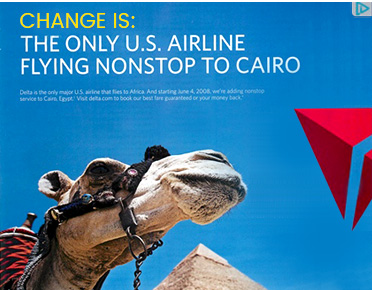 CHANGE IS:
THE ONLY U.S. AIRLINE
FLYING NONSTOP TO CAIRO
Delta is the only major U.S. airline that flies to Africa. And starting June 4, 2008, we're adding nonstop
service to Cairo, Egypt.* Visit delta.com to book our best fare guaranteed or your money back.*